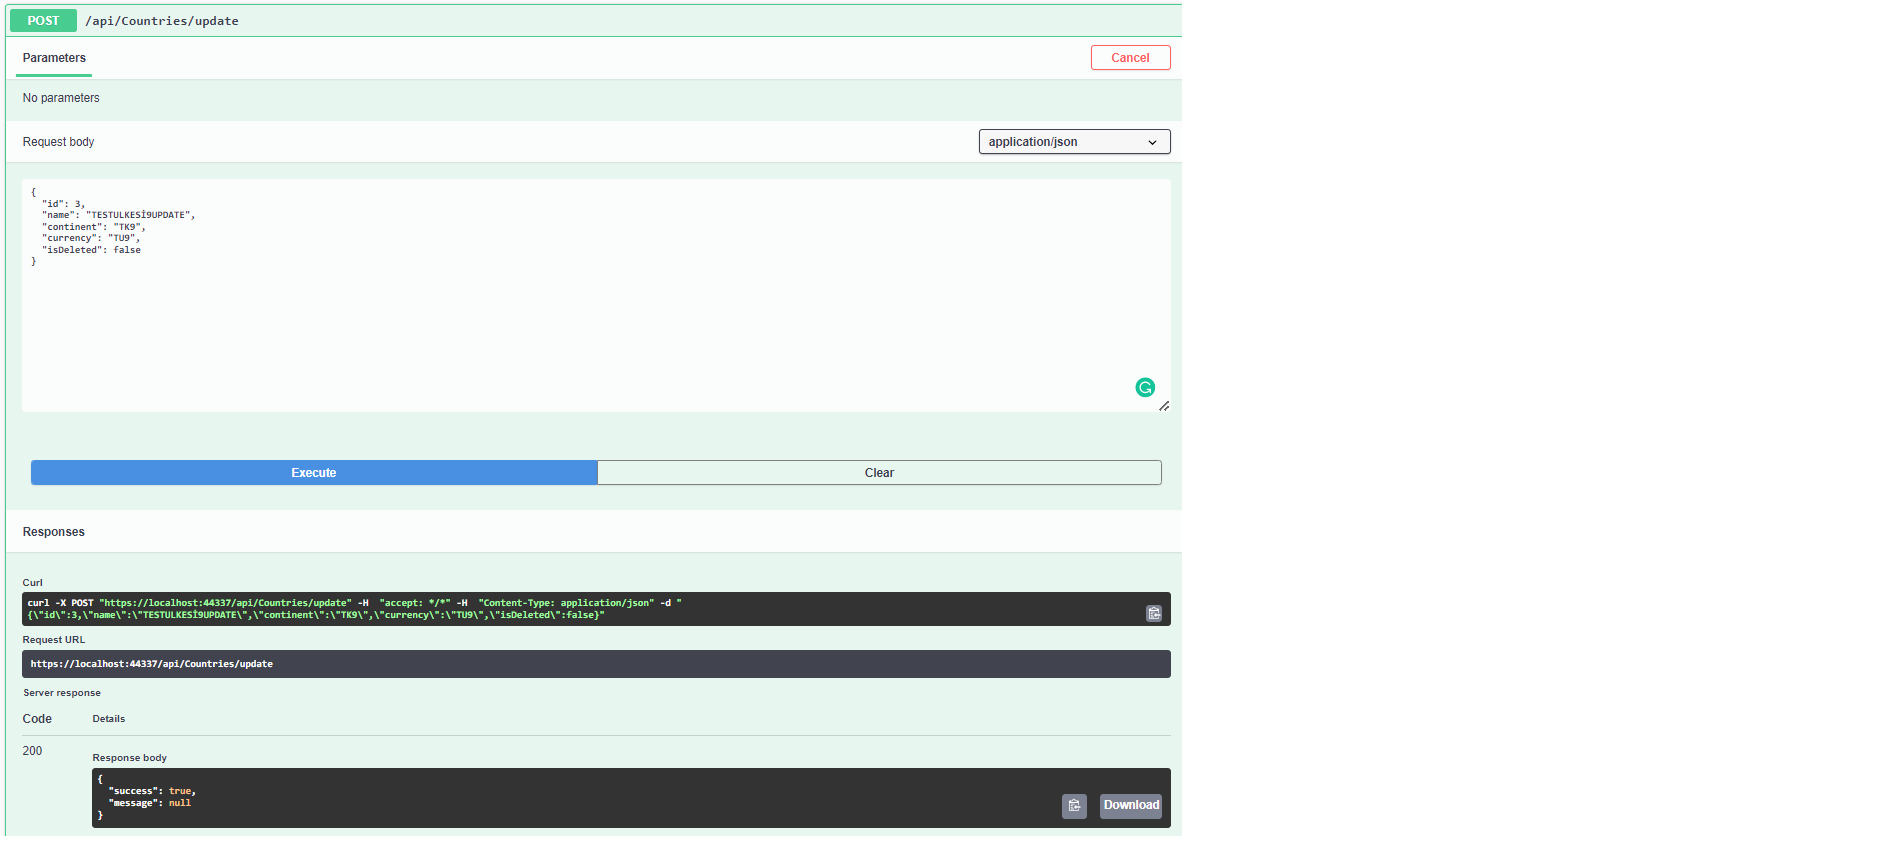 POST /api/Countries/update
Parameters
Cancel
No parameters
Request body
application/json
{
  "id": 3,
  "name": "TESTULKESİ9UPDATE",
  "continent": "TK9",
  "currency": "TU9",
  "isDeleted": false
}
Execute
Clear
Responses
Curl
curl -X POST "https://localhost:44337/api/Countries/update" -H  "accept: */*" -H  "Content-Type: application/json" -d "
{\"id\":3,\"name\":\"TESTULKESİ9UPDATE\",\"continent\":\"TK9\",\"currency\":\"TU9\",\"isDeleted\":false}"
Request URL
https://localhost:44337/api/Countries/update
Server response
Code Details
200
Response body
{
  "success": true,
  "message": null
}
Download